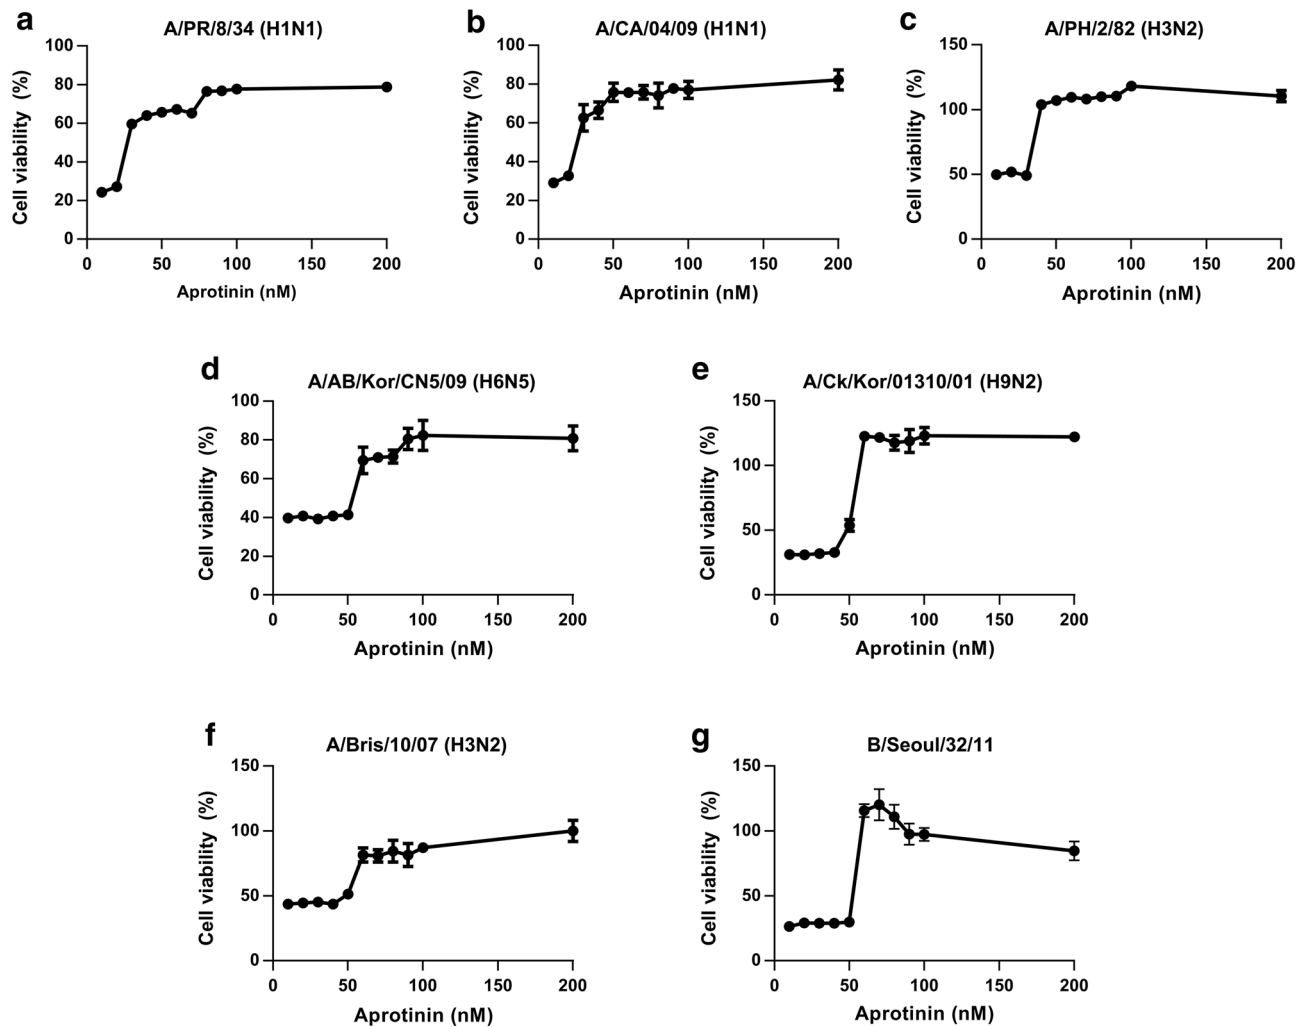 a
A/PR/8/34 (H1N1)
Cell viability (%)
100
80
60
40
20
0
0 50 100 150 200
Aprotinin (nM)
b
A/CA/04/09 (H1N1)
Cell viability (%)
100
80
60
40
20
0
0 50 100 150 200
Aprotinin (nM)
c
A/PH/2/82 (H3N2)
Cell viability (%)
150
100
50
0
0 50 100 150 200
Aprotinin (nM)
d
A/AB/Kor/CN5/09 (H6N5)
Cell viability (%)
100
80
60
40
20
0
0 50 100 150 200
Aprotinin (nM)
e
A/Ck/Kor/01310/01 (H9N2)
Cell viability (%)
150
100
50
0
0 50 100 150 200
Aprotinin (nM)
f
A/Bris/10/07 (H3N2)
Cell viability (%)
150
100
50
0
0 50 100 150 200
Aprotinin (nM)
g
B/Seoul/32/11
Cell viability (%)
150
100
50
0
0 50 100 150 200
Aprotinin (nM)